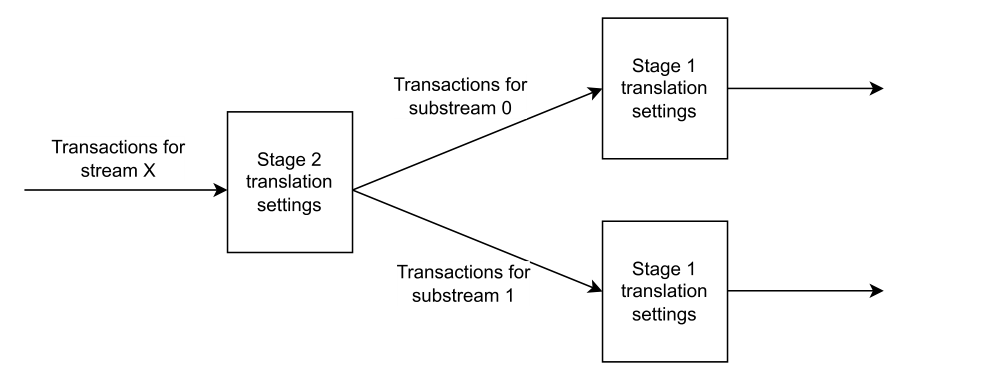 Transactions for
stream X
Stage 2
translation
settings
Transactions for
substream 0
Stage 1
translation
settings
Transactions for
substream 1
Stage 1
translation
settings